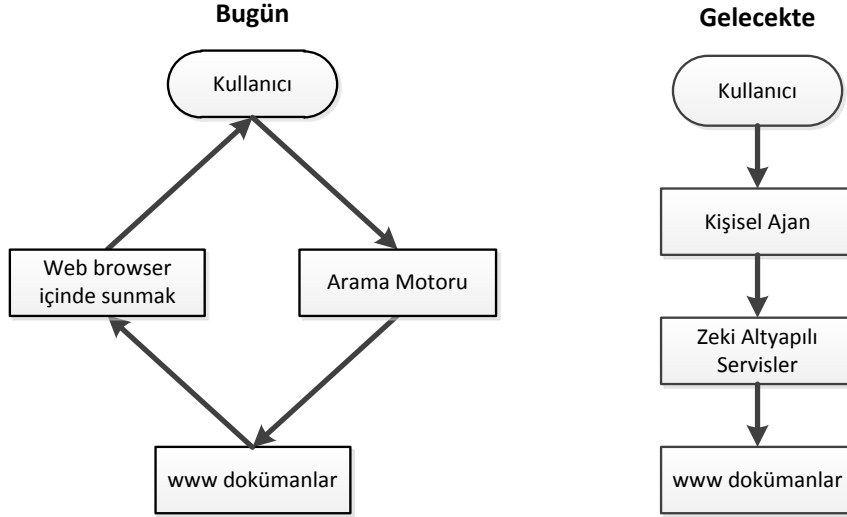 Bugün
Kullanıcı
Web browser
içinde sunmak
Arama Motoru
www dokümanlar
Gelecekte
Kullanıcı
Kişisel Ajan
Zeki Altyapılı
Servisler
www dokümanlar